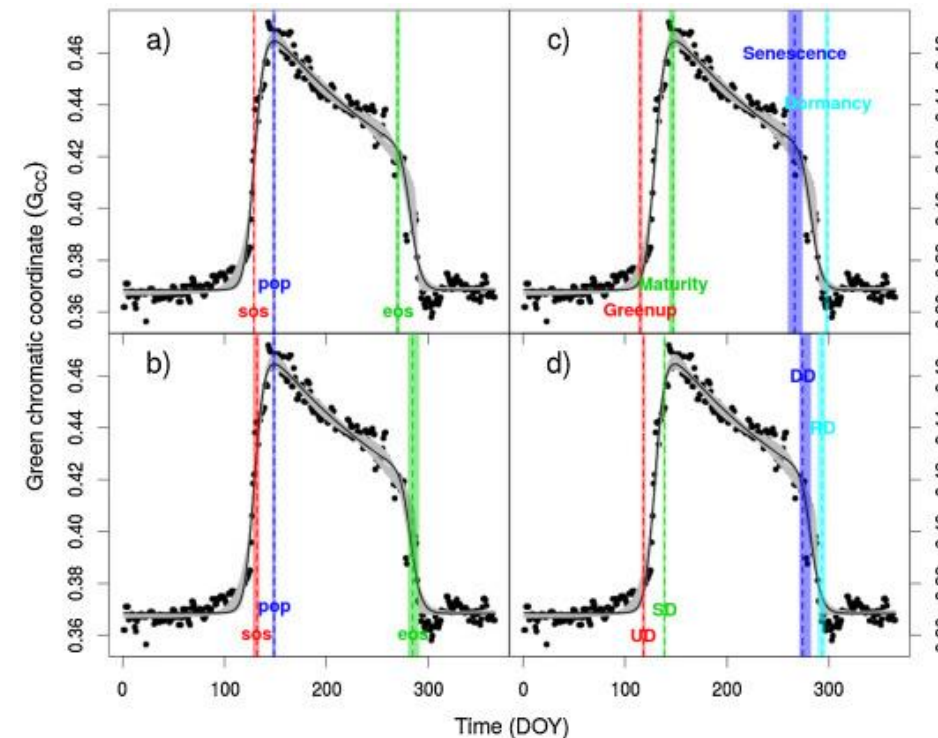 Green chromatic coordinate (GCC)
0.46
0.44
0.42
0.40
0.38
0.36
a)
pop
sos
eos
c)
Senescence
Dormancy
Maturity
Greenup
0.46
0.44
0.42
0.40
0.38
0.36
b)
pop
sos
eos
d)
DD
RD
SD
UD
0 100 200 300
0 100 200 300
Time (DOY)